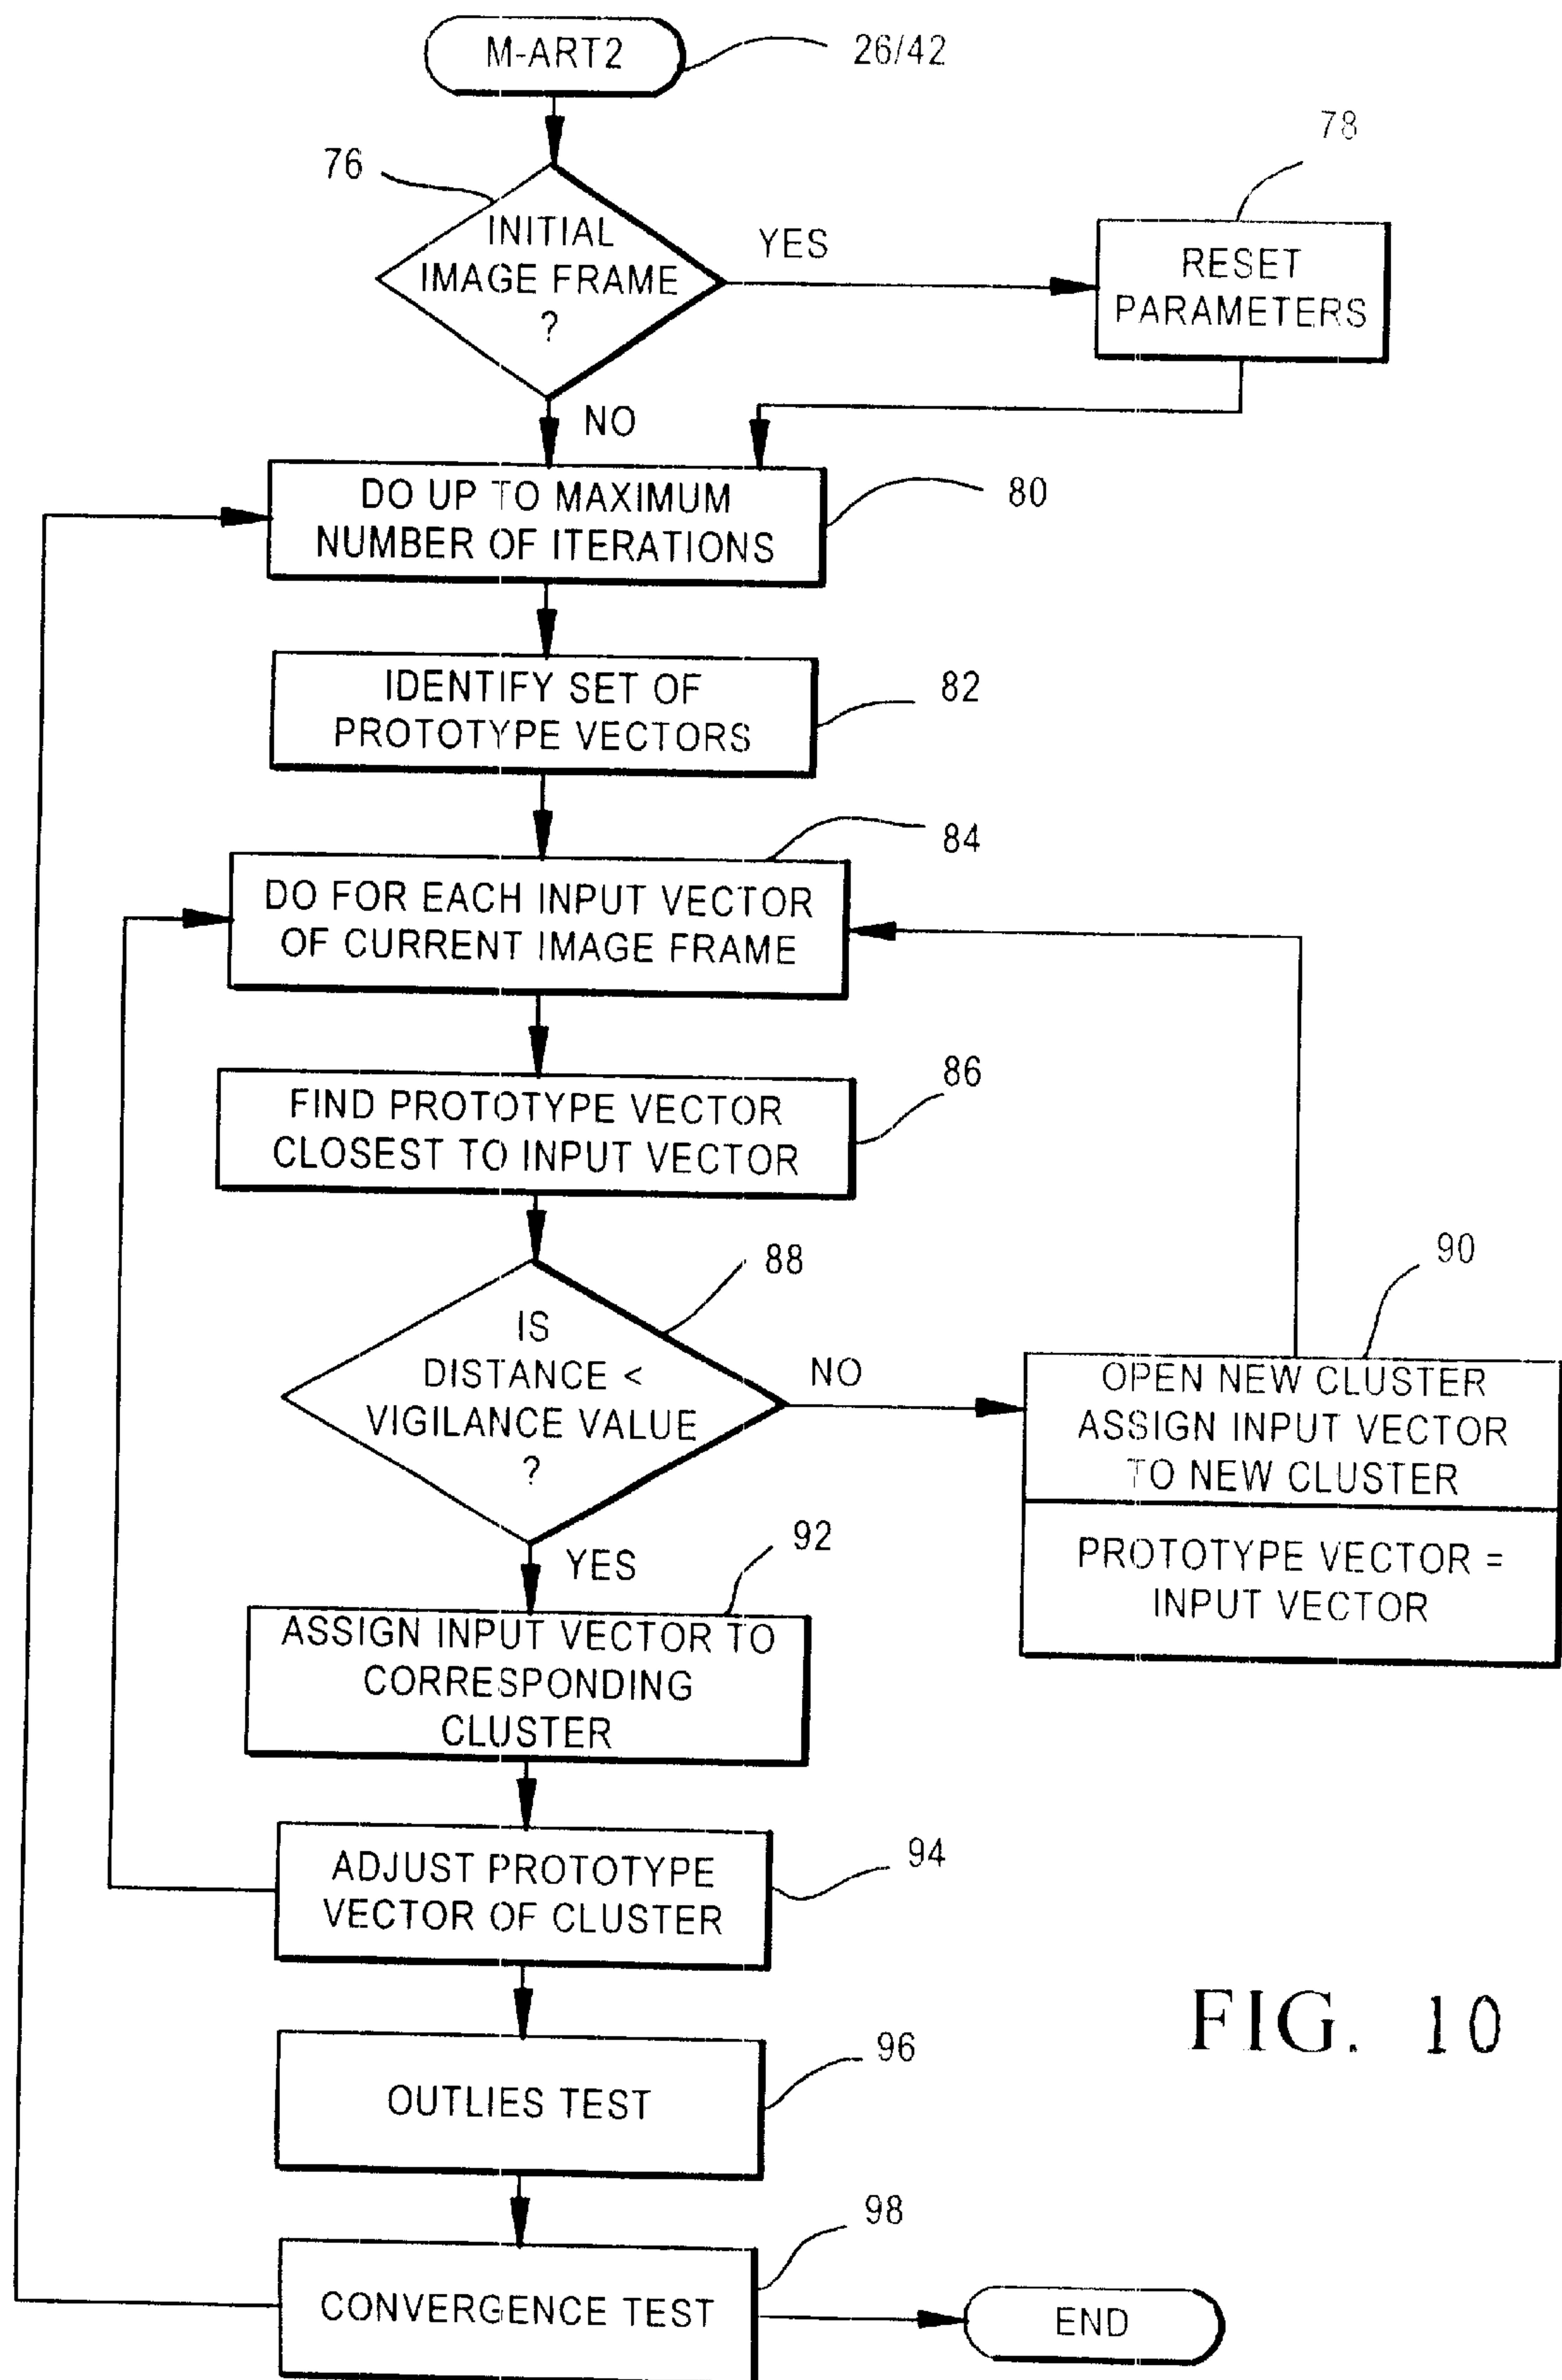 M-ART2
26/42
76
INITIAL
IMAGE FRAME
?
YES
78
RESET
PARAMETERS
NO
DO UP TO MAXIMUM
NUMBER OF ITERATIONS
80
IDENTIFY SET OF
PROTOTYPE VECTORS
82
84
DO FOR EACH INPUT VECTOR
OF CURRENT IMAGE FRAME
86
FIND PROTOTYPE VECTOR
CLOSEST TO INPUT VECTOR
88
IS
DISTANCE <
VIGILANCE VALUE
?
NO
90
OPEN NEW CLUSTER
ASSIGN INPUT VECTOR
TO NEW CLUSTER
PROTOTYPE VECTOR =
INPUT VECTOR
YES
92
ASSIGN INPUT VECTOR TO
CORRESPONDING
CLUSTER
94
ADJUST PROTOTYPE
VECTOR OF CLUSTER
96
OUTLIES TEST
98
CONVERGENCE TEST
END
FIG. 10